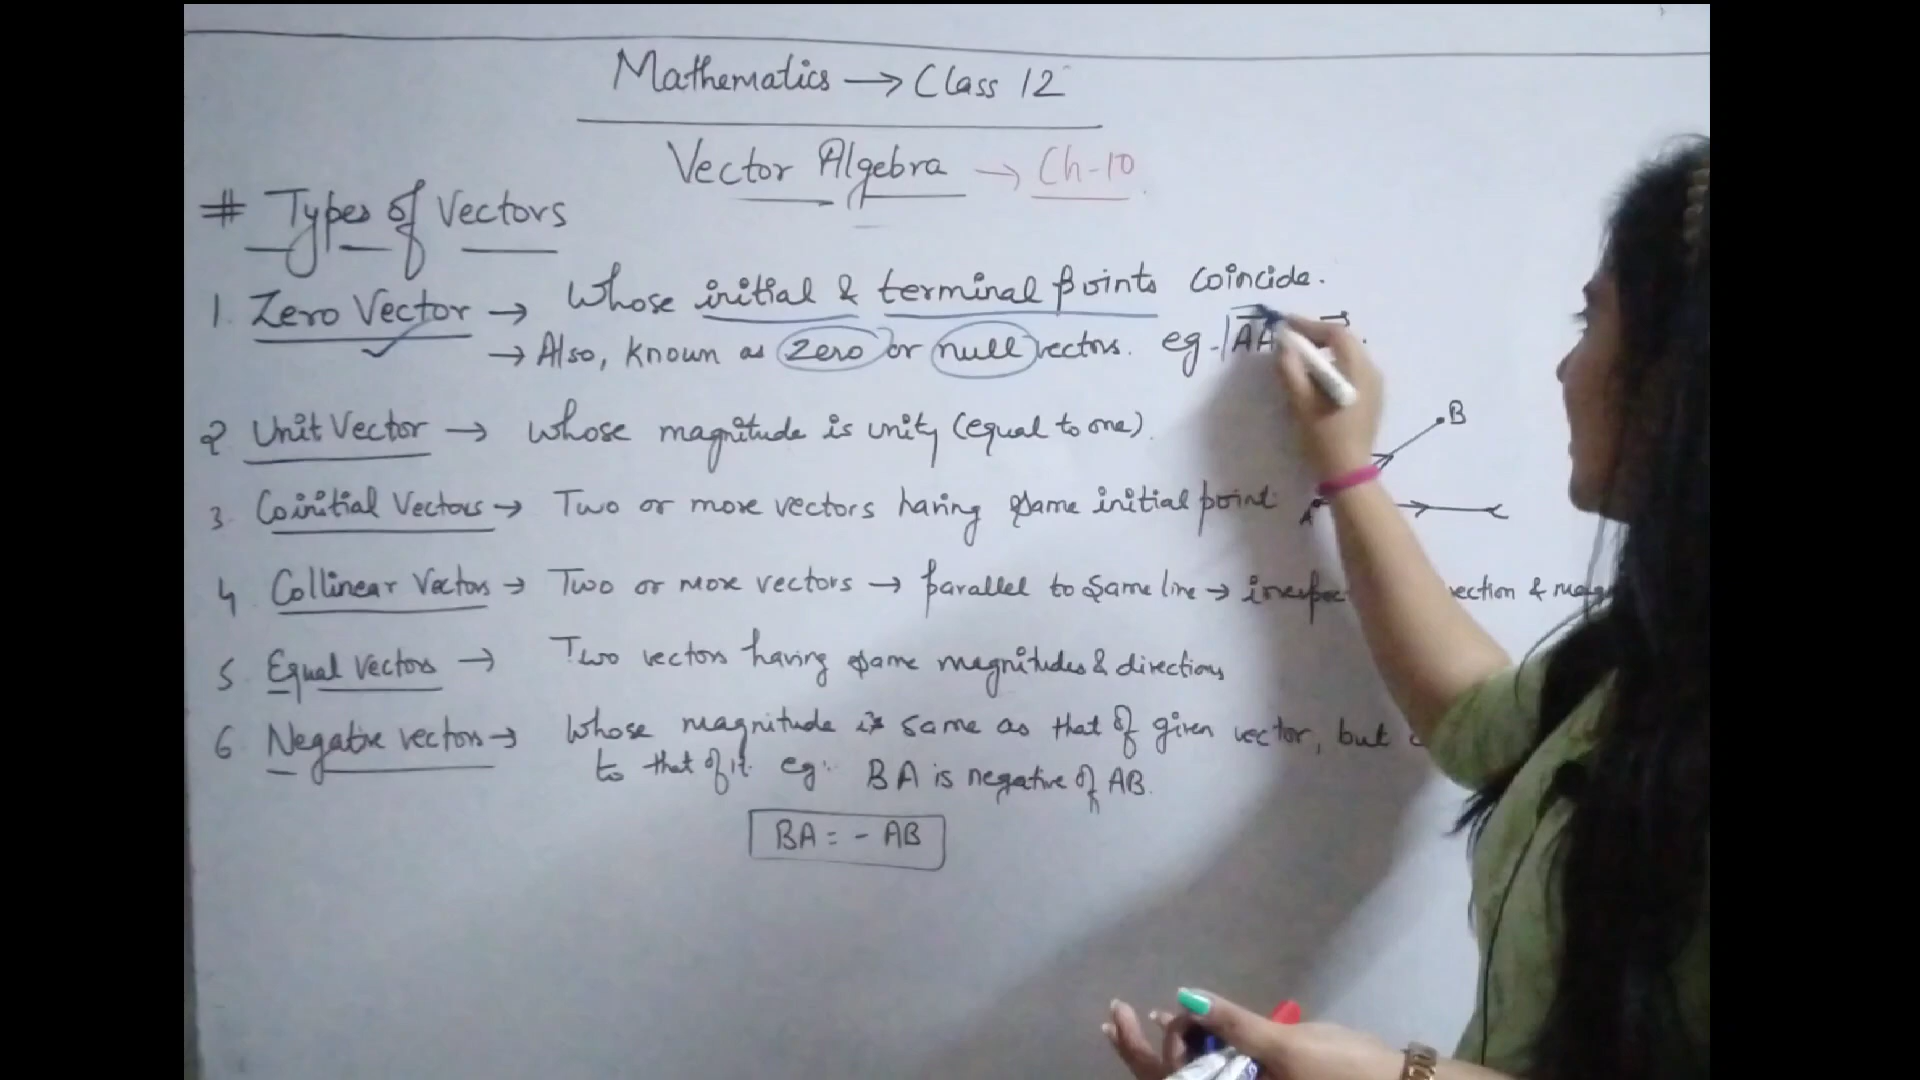 Mathematics → Class 12
Vector Algebra → Ch-10
# Types of Vectors
1. Zero Vector → Whose initial & terminal points coincide.
→ Also, known as zero or null vectors. eg - AA
2 Unit Vector → Whose magnitude is unity (equal to one).
3. Coinitial Vectors → Two or more vectors having same initial point
B
A
4 Collinear Vectors → Two or more vectors → parallel to same line → &
5 Equal vectors → Two vectors having same magnitudes & directions
6 Negative vectors → Whose magnitude is same as that of given vector, but
to that of it. eg:- BA is negative of AB.
BA = - AB